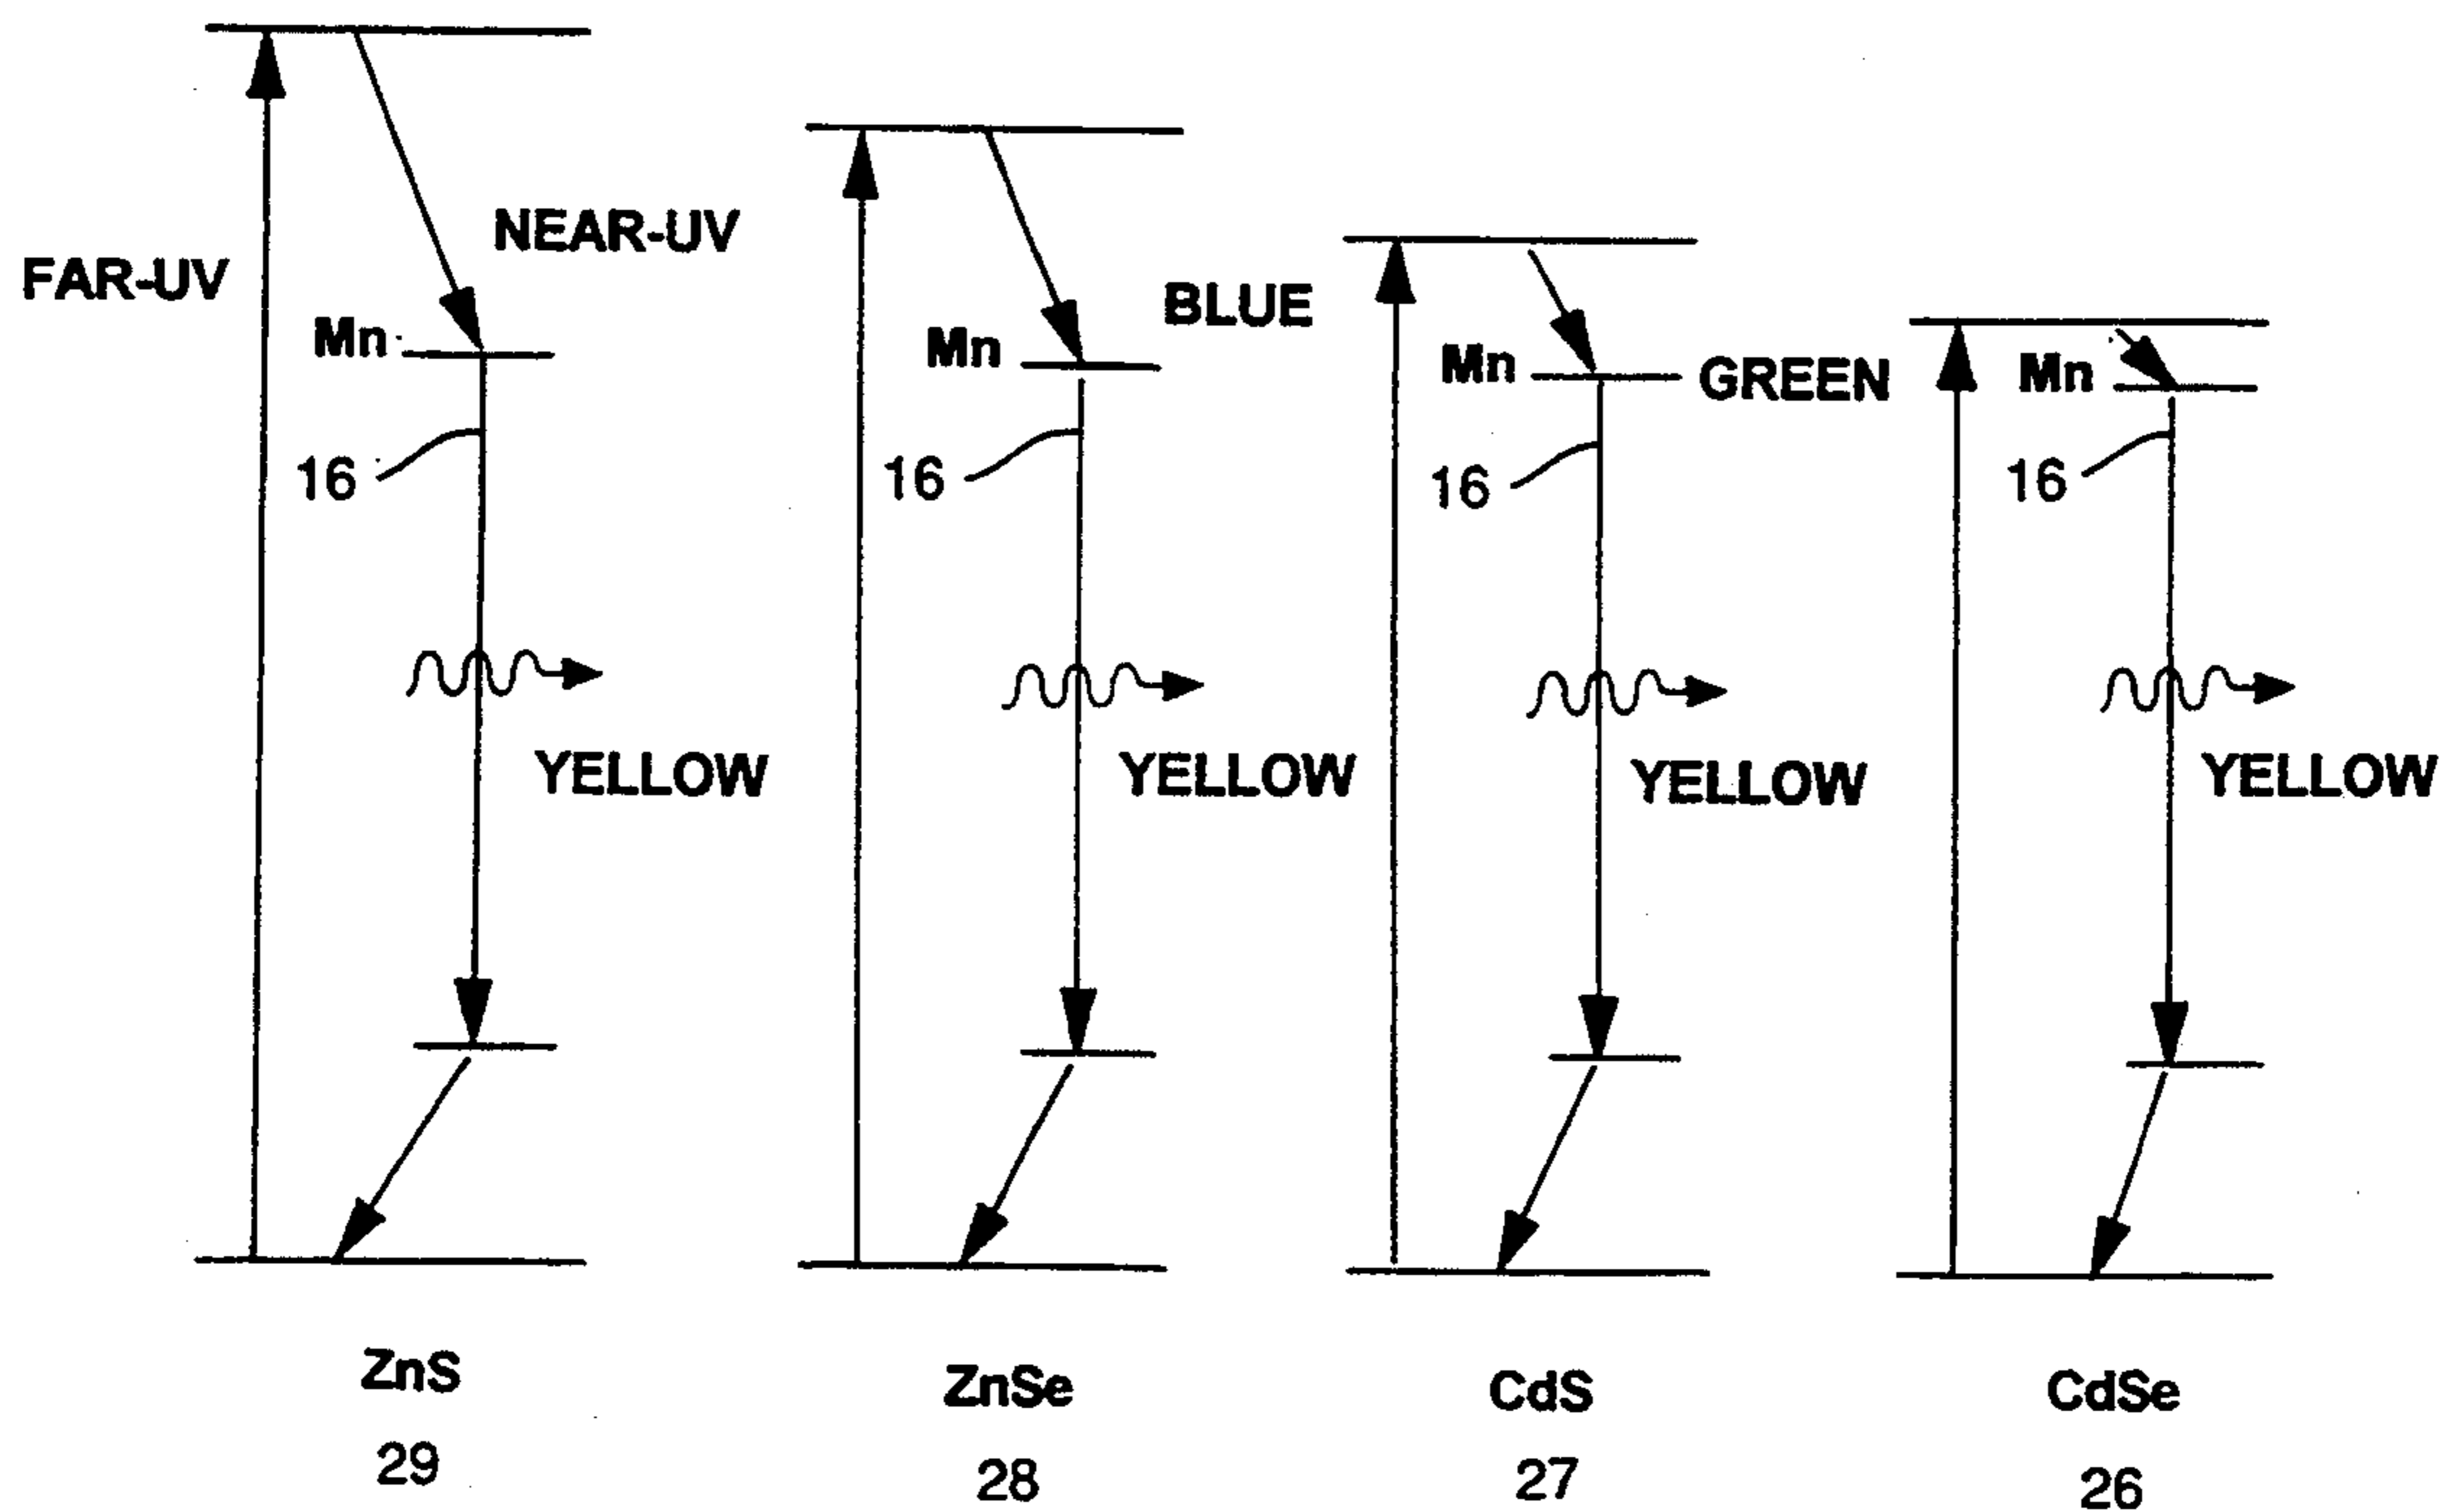 FAR-UV
NEAR-UV
Mn
16
YELLOW
ZnS
29
BLUE
Mn
16
YELLOW
ZnSe
28
GREEN
Mn
16
YELLOW
CdS
27
Mn
16
YELLOW
CdSe
26